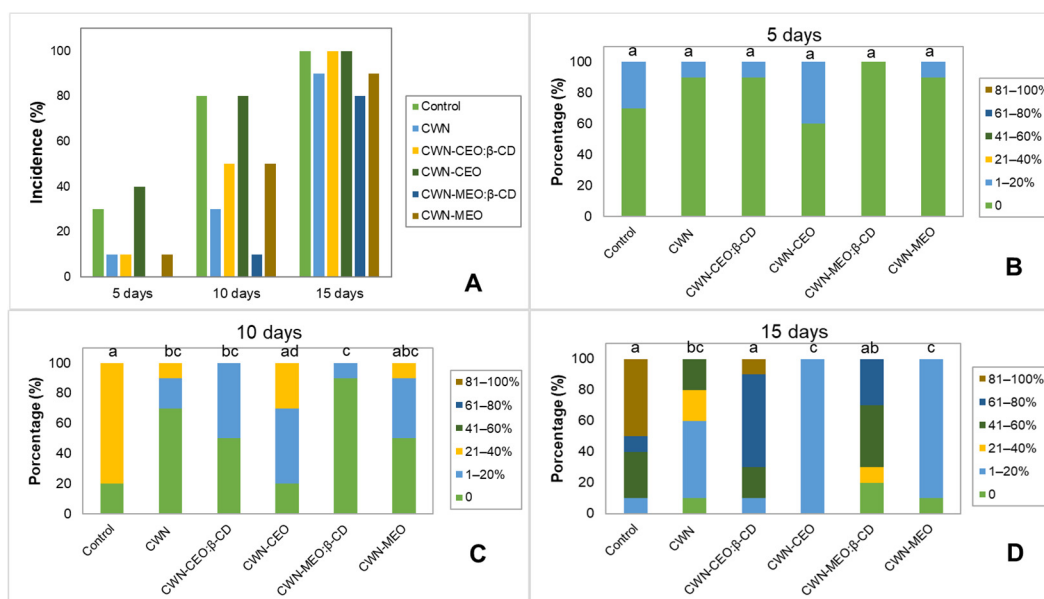 100
80
60
40
20
0
Incidence (%)
5 days
10 days
15 days
Control
CWN
CWN-CEO:β-CD
CWN-CEO
CWN-MEO:β-CD
CWN-MEO
A
5 days
a a a a a a
100
80
60
40
20
0
Porcentage (%)
Control
CWN
CWN-CEO:β-CD
CWN-CEO
CWN-MEO:β-CD
CWN-MEO
81–100%
61–80%
41–60%
21–40%
1–20%
0
B
10 days
a bc bc ad c abc
100
80
60
40
20
0
Porcentage (%)
Control
CWN
CWN-CEO:β-CD
CWN-CEO
CWN-MEO:β-CD
CWN-MEO
81–100%
61–80%
41–60%
21–40%
1–20%
0
C
15 days
a bc a c ab c
100
80
60
40
20
0
Porcentage (%)
Control
CWN
CWN-CEO:β-CD
CWN-CEO
CWN-MEO:β-CD
CWN-MEO
81–100%
61–80%
41–60%
21–40%
1–20%
0
D